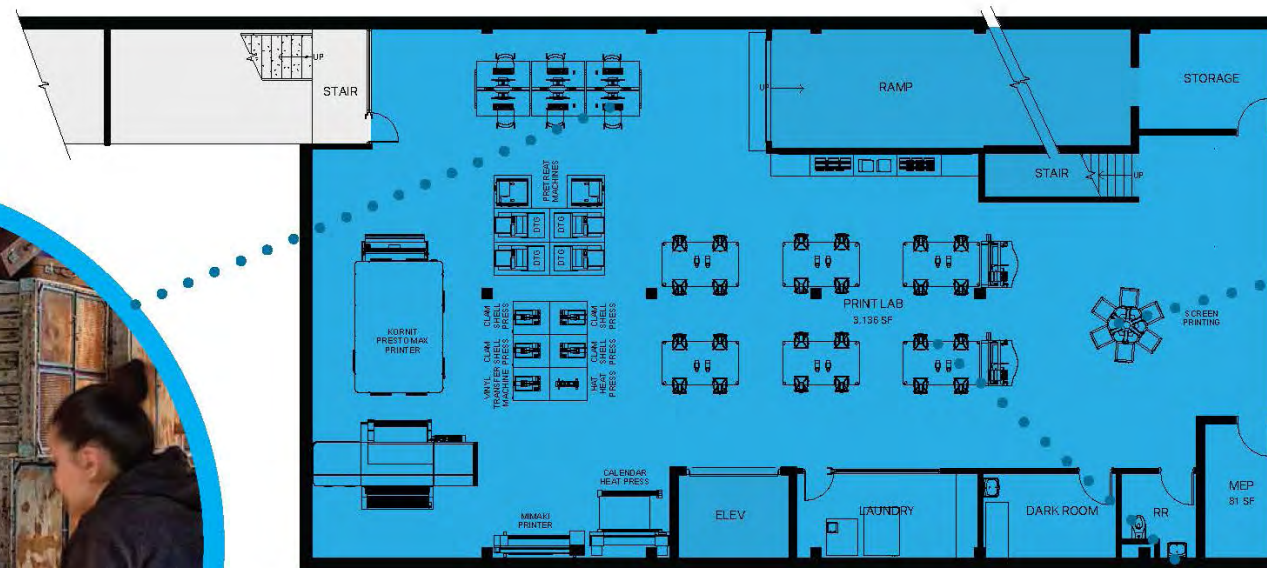 UP
STAIR
UP
RAMP
STORAGE
STAIR
UP
PRETREAT
MACHINES
DTG
DTG
DTG
DTG
KORNIT
PRESTO MAX
PRINTER
CLAM
SHELL
PRESS
CLAM
SHELL
PRESS
CLAM
SHELL
PRESS
CLAM
SHELL
PRESS
VINYL
TRANSFER
MACHINE
HAT
HEAT
PRESS
PRINT LAB
3,136 SF
SCREEN
PRINTING
CALENDAR
HEAT PRESS
MIMAKI
PRINTER
ELEV
LAUNDRY
DARK ROOM
RR
MEP
81 SF